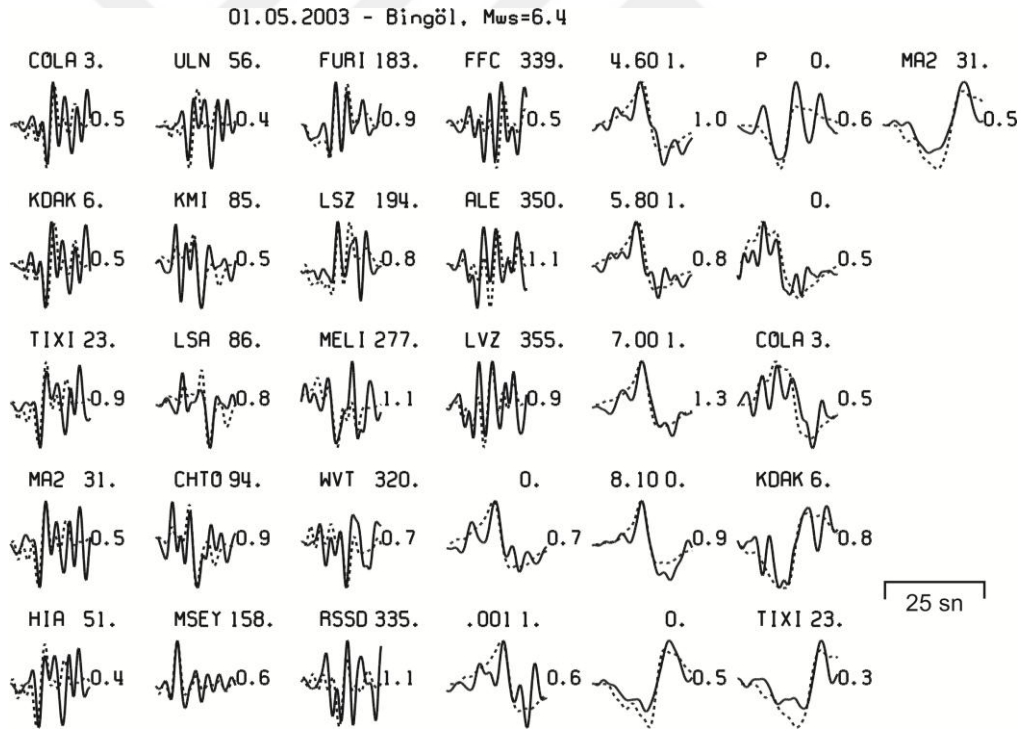 01.05.2003 - Bingöl, Mws=6.4
COLA 3. ULN 56. FURI 183. FFC 339. 4.60 1. P 0. MA2 31.
0.5 0.4 0.9 0.5 1.0 0.6 0.5
KDAK 6. KMI 85. LSZ 194. ALE 350. 5.80 1. 0.
0.5 0.5 0.8 1.1 0.8 0.5
TIXI 23. LSA 86. MELI 277. LVZ 355. 7.00 1. COLA 3.
0.9 0.8 1.1 0.9 1.3 0.5
MA2 31. CHTO 94. WVT 320. 0. 8.10 0. KDAK 6.
0.5 0.9 0.7 0.7 0.9 0.8
HIA 51. MSEY 158. RSSD 335. .001 1. 0. TIXI 23.
0.4 0.6 1.1 0.6 0.5 0.3
25 sn